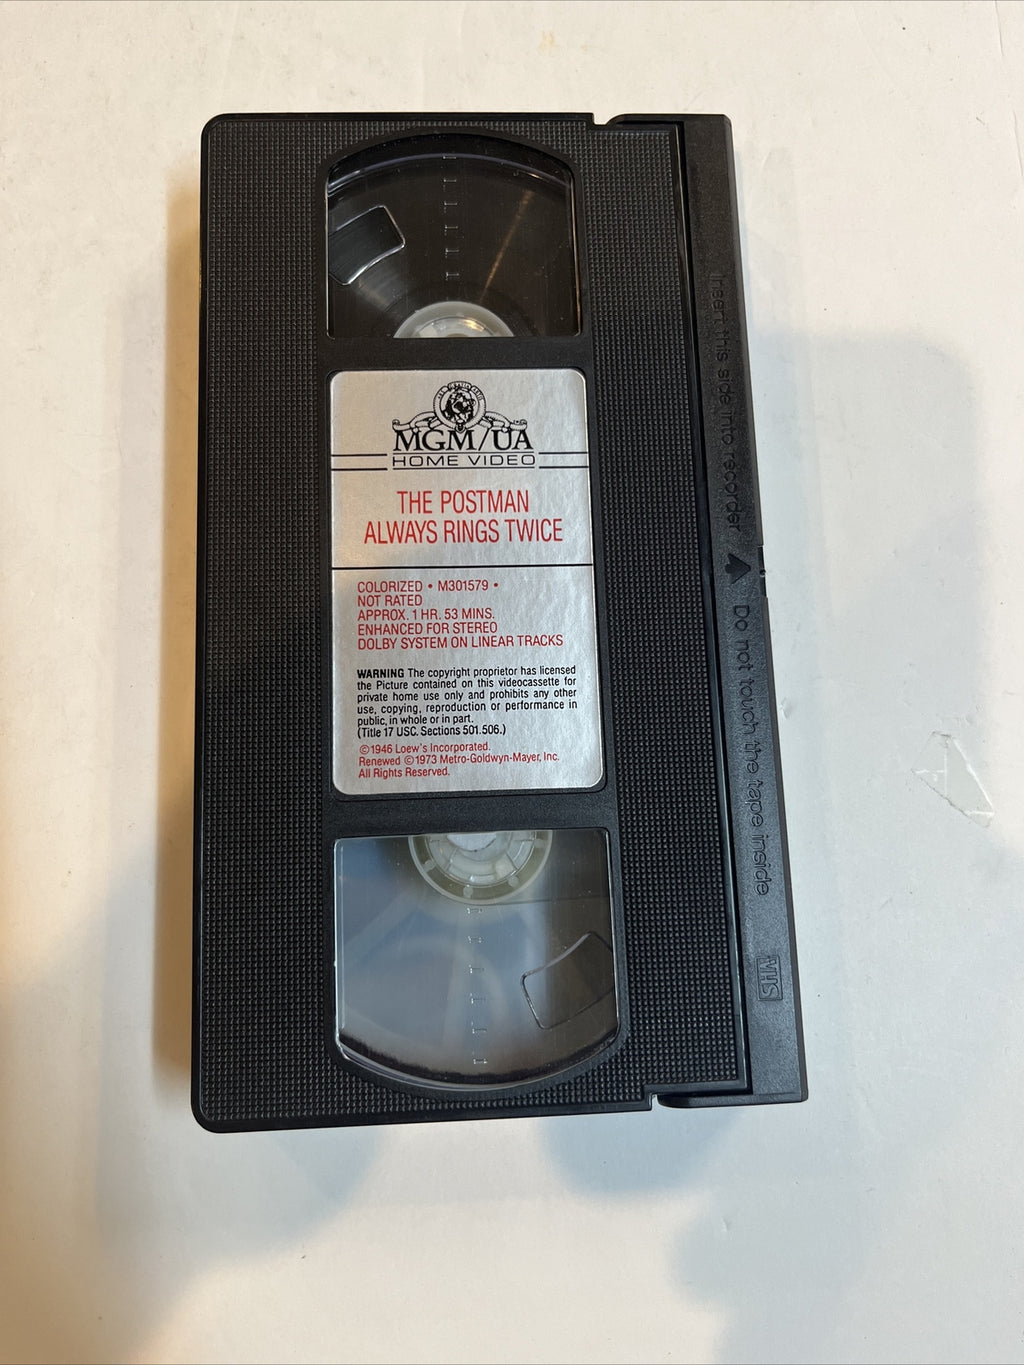 MGM/UA
HOME VIDEO
THE POSTMAN
ALWAYS RINGS TWICE
COLORIZED • M301579 •
NOT RATED
APPROX. 1 HR. 53 MINS.
ENHANCED FOR STEREO
DOLBY SYSTEM ON LINEAR TRACKS
WARNING The copyright proprietor has licensed
the Picture contained on this videocassette for
private home use only and prohibits any other
use, copying, reproduction or performance in
public, in whole or in part.
(Title 17 USC. Sections 501.506.)
©1946 Loew's Incorporated.
Renewed ©1973 Metro-Goldwyn-Mayer, Inc.
All Rights Reserved.
Insert this side into recorder
Do not touch the tape inside
VHS